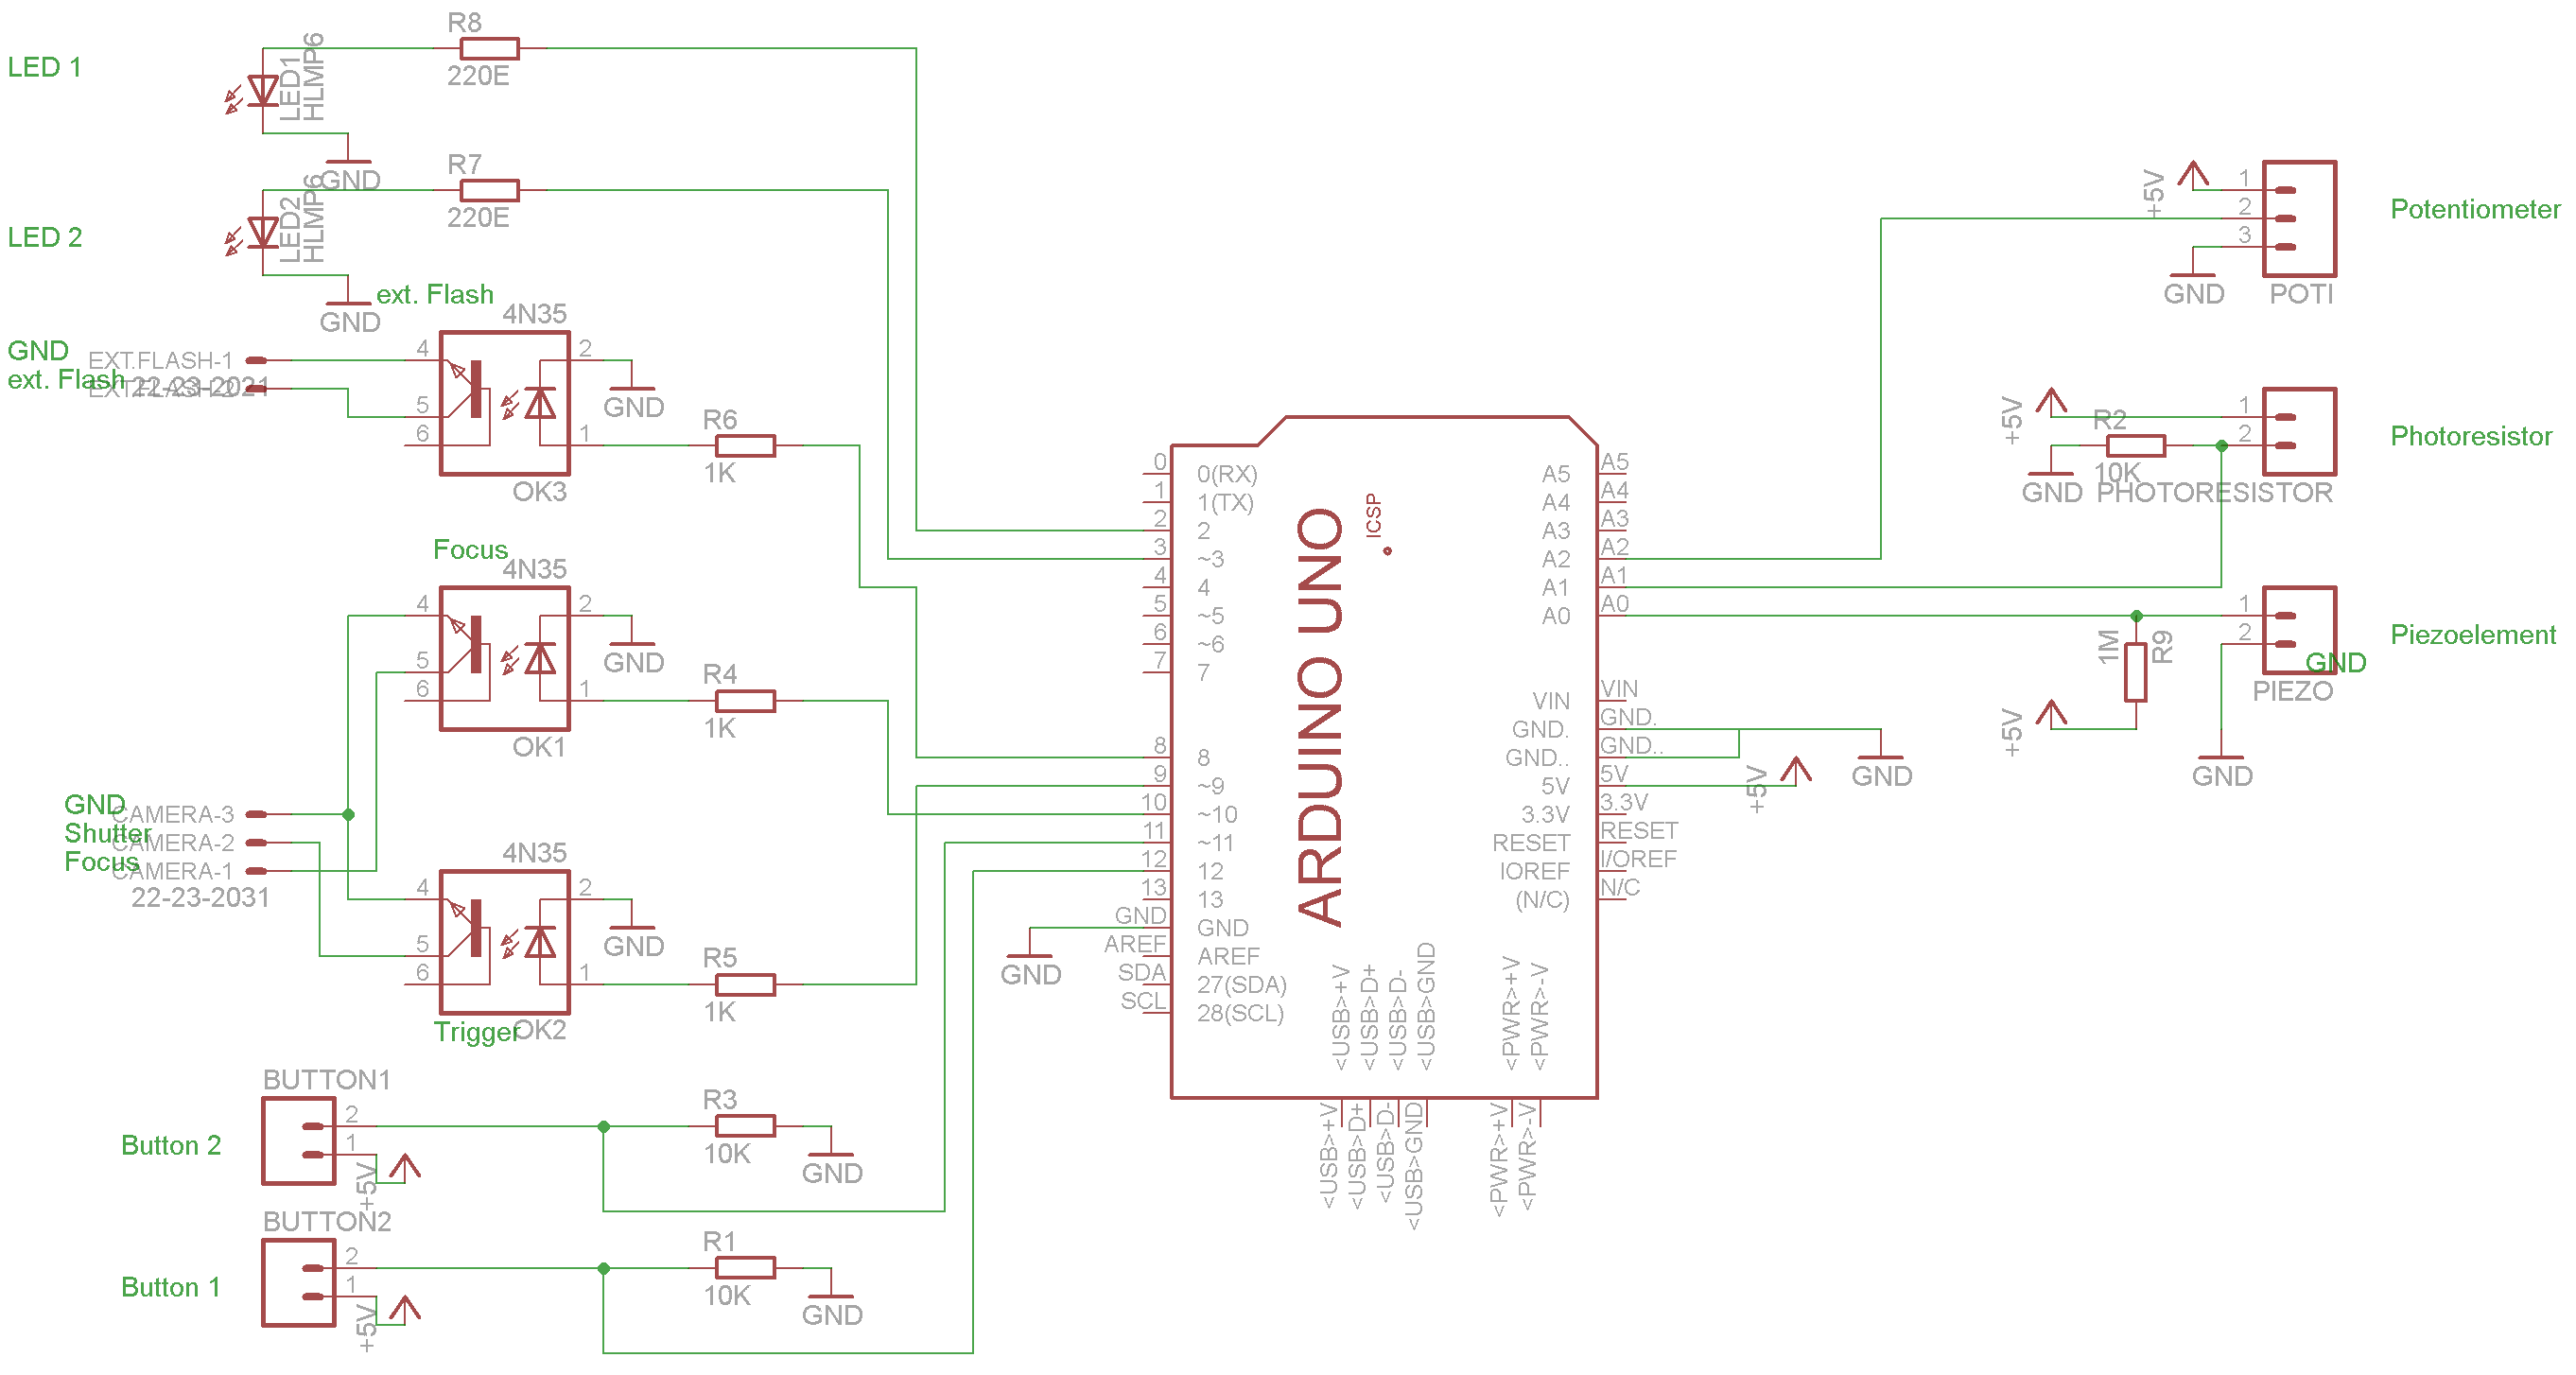 LED 1
LED1
HLMP6
R8
220E
GND
LED 2
LED2
HLMP6
R7
220E
GND
ext. Flash
4N35
GND
ext. Flash
EXT.FLASH-1
EXT.FLASH-2
22-23-2021
4
5
6
2
1
GND
OK3
R6
1K
Focus
4N35
4
5
6
2
1
GND
OK1
R4
1K
GND
Shutter
Focus
CAMERA-3
CAMERA-2
CAMERA-1
22-23-2031
4N35
4
5
6
2
1
GND
Trigger
OK2
R5
1K
BUTTON1
Button 2
2
1
+5V
R3
10K
GND
BUTTON2
Button 1
2
1
+5V
R1
10K
GND
ARDUINO UNO
ICSP
0
1
2
3
4
5
6
7
8
9
10
11
12
13
GND
AREF
SDA
SCL
GND
0(RX)
1(TX)
2
~3
4
~5
~6
7
8
~9
~10
~11
12
13
GND
AREF
27(SDA)
28(SCL)
A5
A4
A3
A2
A1
A0
VIN
GND.
GND..
5V
3.3V
RESET
IOREF
(N/C)
A5
A4
A3
A2
A1
A0
VIN
GND.
GND..
5V
3.3V
RESET
I/OREF
N/C
<USB>+V
<USB>D+
<USB>D-
<USB>GND
<PWR>+V
<PWR>-V
<USB>+V
<USB>D+
<USB>D-
<USB>GND
<PWR>+V
<PWR>-V
+5V
GND
+5V
1
2
3
GND
POTI
Potentiometer
+5V
R2
10K
GND
1
2
PHOTORESISTOR
Photoresistor
1M
R9
+5V
1
2
GND
PIEZO
GND
Piezoelement